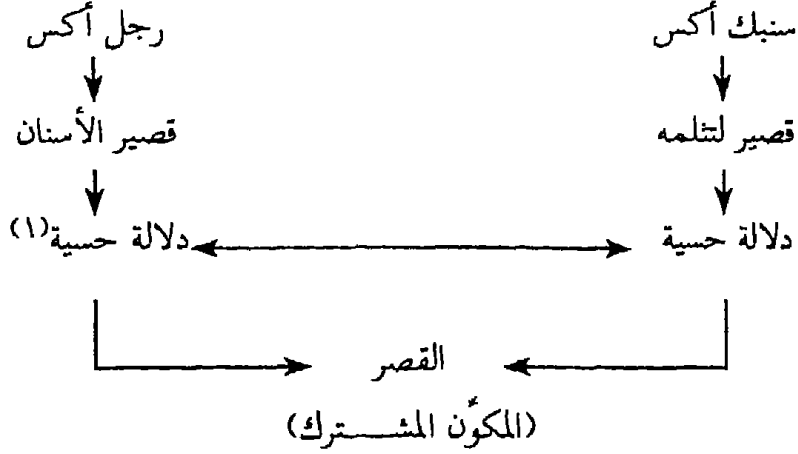 سنبك أكس رجل أكس
قصير لتثلمه قصير الأسنان
دلالة حسية دلالة حسية(١)
القصر
(المكوّن المشترك)